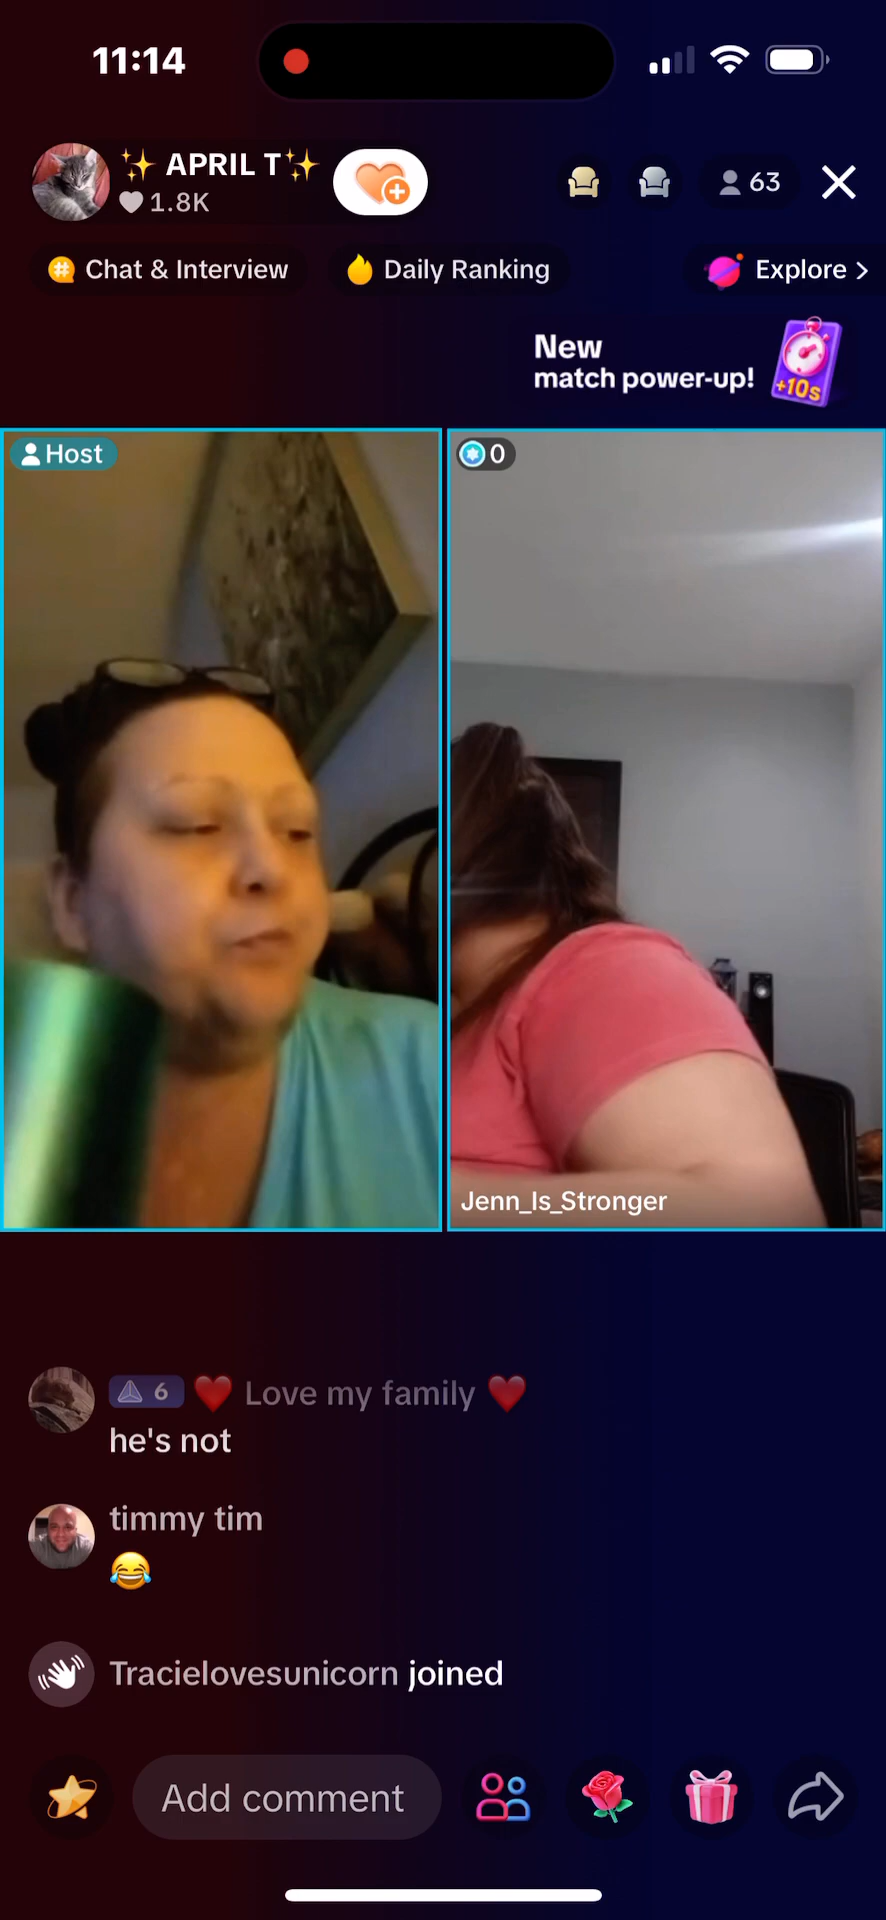 11:14
✨ APRIL T✨
1.8K
63
Chat & Interview
Daily Ranking
Explore >
New
match power-up!
+10s
Host
0
Jenn_Is_Stronger
6 ❤️ Love my family ❤️
he's not
timmy tim
😂
Tracielovesunicorn joined
Add comment